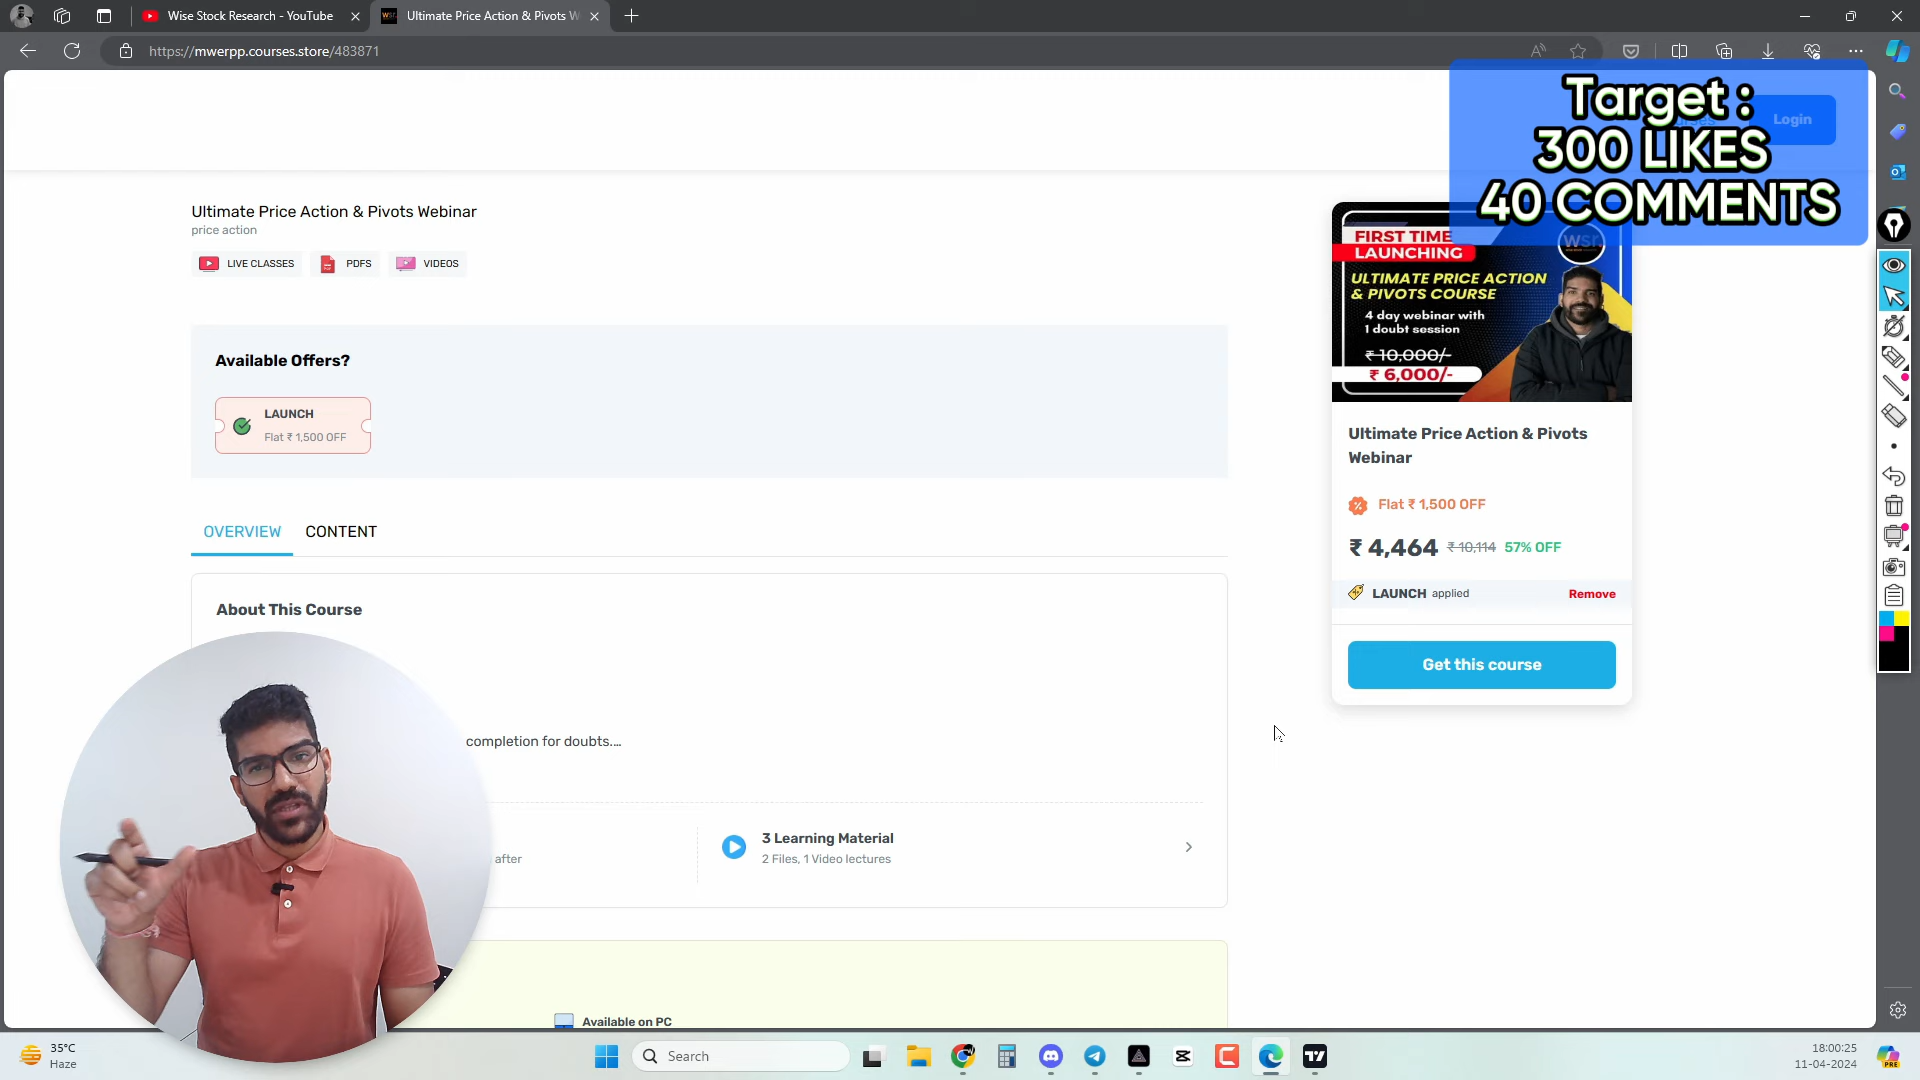 Wise Stock Research - YouTube
Ultimate Price Action & Pivots W
https://mwerpp.courses.store/483871
Target :
300 LIKES
40 COMMENTS
Login
Ultimate Price Action & Pivots Webinar
price action
LIVE CLASSES
PDFS
VIDEOS
Available Offers?
LAUNCH
Flat ₹ 1,500 OFF
OVERVIEW
CONTENT
About This Course
completion for doubts....
after
3 Learning Material
2 Files, 1 Video lectures
Available on PC
FIRST TIME
LAUNCHING
wsr.
ULTIMATE PRICE ACTION
& PIVOTS COURSE
4 day webinar with
1 doubt session
₹ 10,000/-
₹ 6,000/-
Ultimate Price Action & Pivots
Webinar
Flat ₹ 1,500 OFF
₹ 4,464 ₹ 10,114 57% OFF
LAUNCH applied
Remove
Get this course
35°C
Haze
Search
18:00:25
11-04-2024
PRE